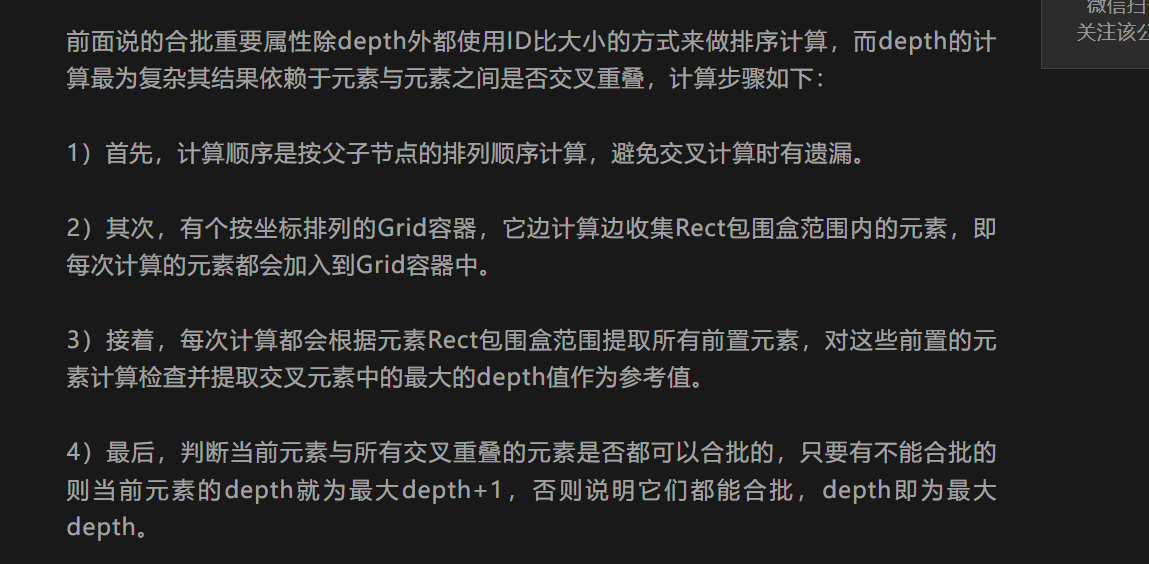 微信扫
关注该公
前面说的合批重要属性除depth外都使用ID比大小的方式来做排序计算，而depth的计
算最为复杂其结果依赖于元素与元素之间是否交叉重叠，计算步骤如下：
1）首先，计算顺序是按父子节点的排列顺序计算，避免交叉计算时有遗漏。
2）其次，有个按坐标排列的Grid容器，它边计算边收集Rect包围盒范围内的元素，即
每次计算的元素都会加入到Grid容器中。
3）接着，每次计算都会根据元素Rect包围盒范围提取所有前置元素，对这些前置的元
素计算检查并提取交叉元素中的最大的depth值作为参考值。
4）最后，判断当前元素与所有交叉重叠的元素是否都可以合批的，只要有不能合批的
则当前元素的depth就为最大depth+1，否则说明它们都能合批，depth即为最大
depth。